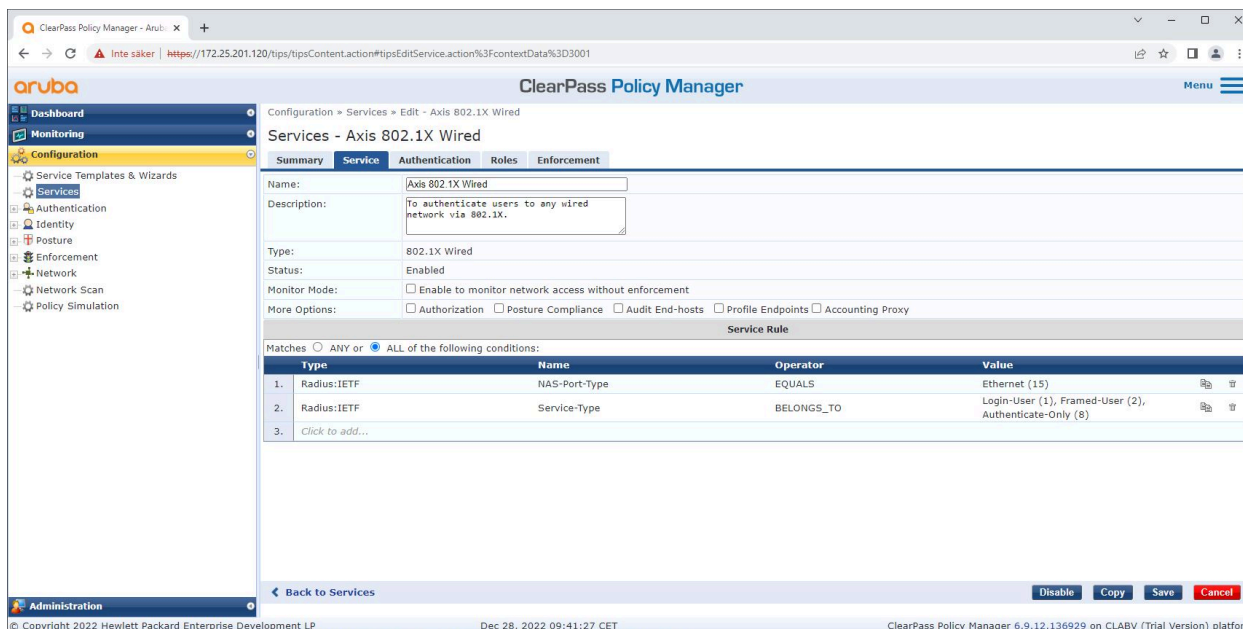 ClearPass Policy Manager - Arub
Inte säker | https://172.25.201.120/tips/tipsContent.action#tipsEditService.action%3FcontextData%3D3001
aruba
ClearPass Policy Manager
Menu
Dashboard
Monitoring
Configuration
Service Templates & Wizards
Services
Authentication
Identity
Posture
Enforcement
Network
Network Scan
Policy Simulation
Administration
Configuration » Services » Edit - Axis 802.1X Wired
Services - Axis 802.1X Wired
Summary Service Authentication Roles Enforcement
Name: Axis 802.1X Wired
Description: To authenticate users to any wired
network via 802.1X.
Type: 802.1X Wired
Status: Enabled
Monitor Mode: Enable to monitor network access without enforcement
More Options: Authorization Posture Compliance Audit End-hosts Profile Endpoints Accounting Proxy
Service Rule
Matches ANY or ALL of the following conditions:
Type Name Operator Value
1. Radius:IETF NAS-Port-Type EQUALS Ethernet (15)
2. Radius:IETF Service-Type BELONGS_TO Login-User (1), Framed-User (2),
Authenticate-Only (8)
3. Click to add...
Back to Services
Disable Copy Save Cancel
© Copyright 2022 Hewlett Packard Enterprise Development LP Dec 28, 2022 09:41:27 CET ClearPass Policy Manager 6.9.12.136929 on CLABV (Trial Version) platfor